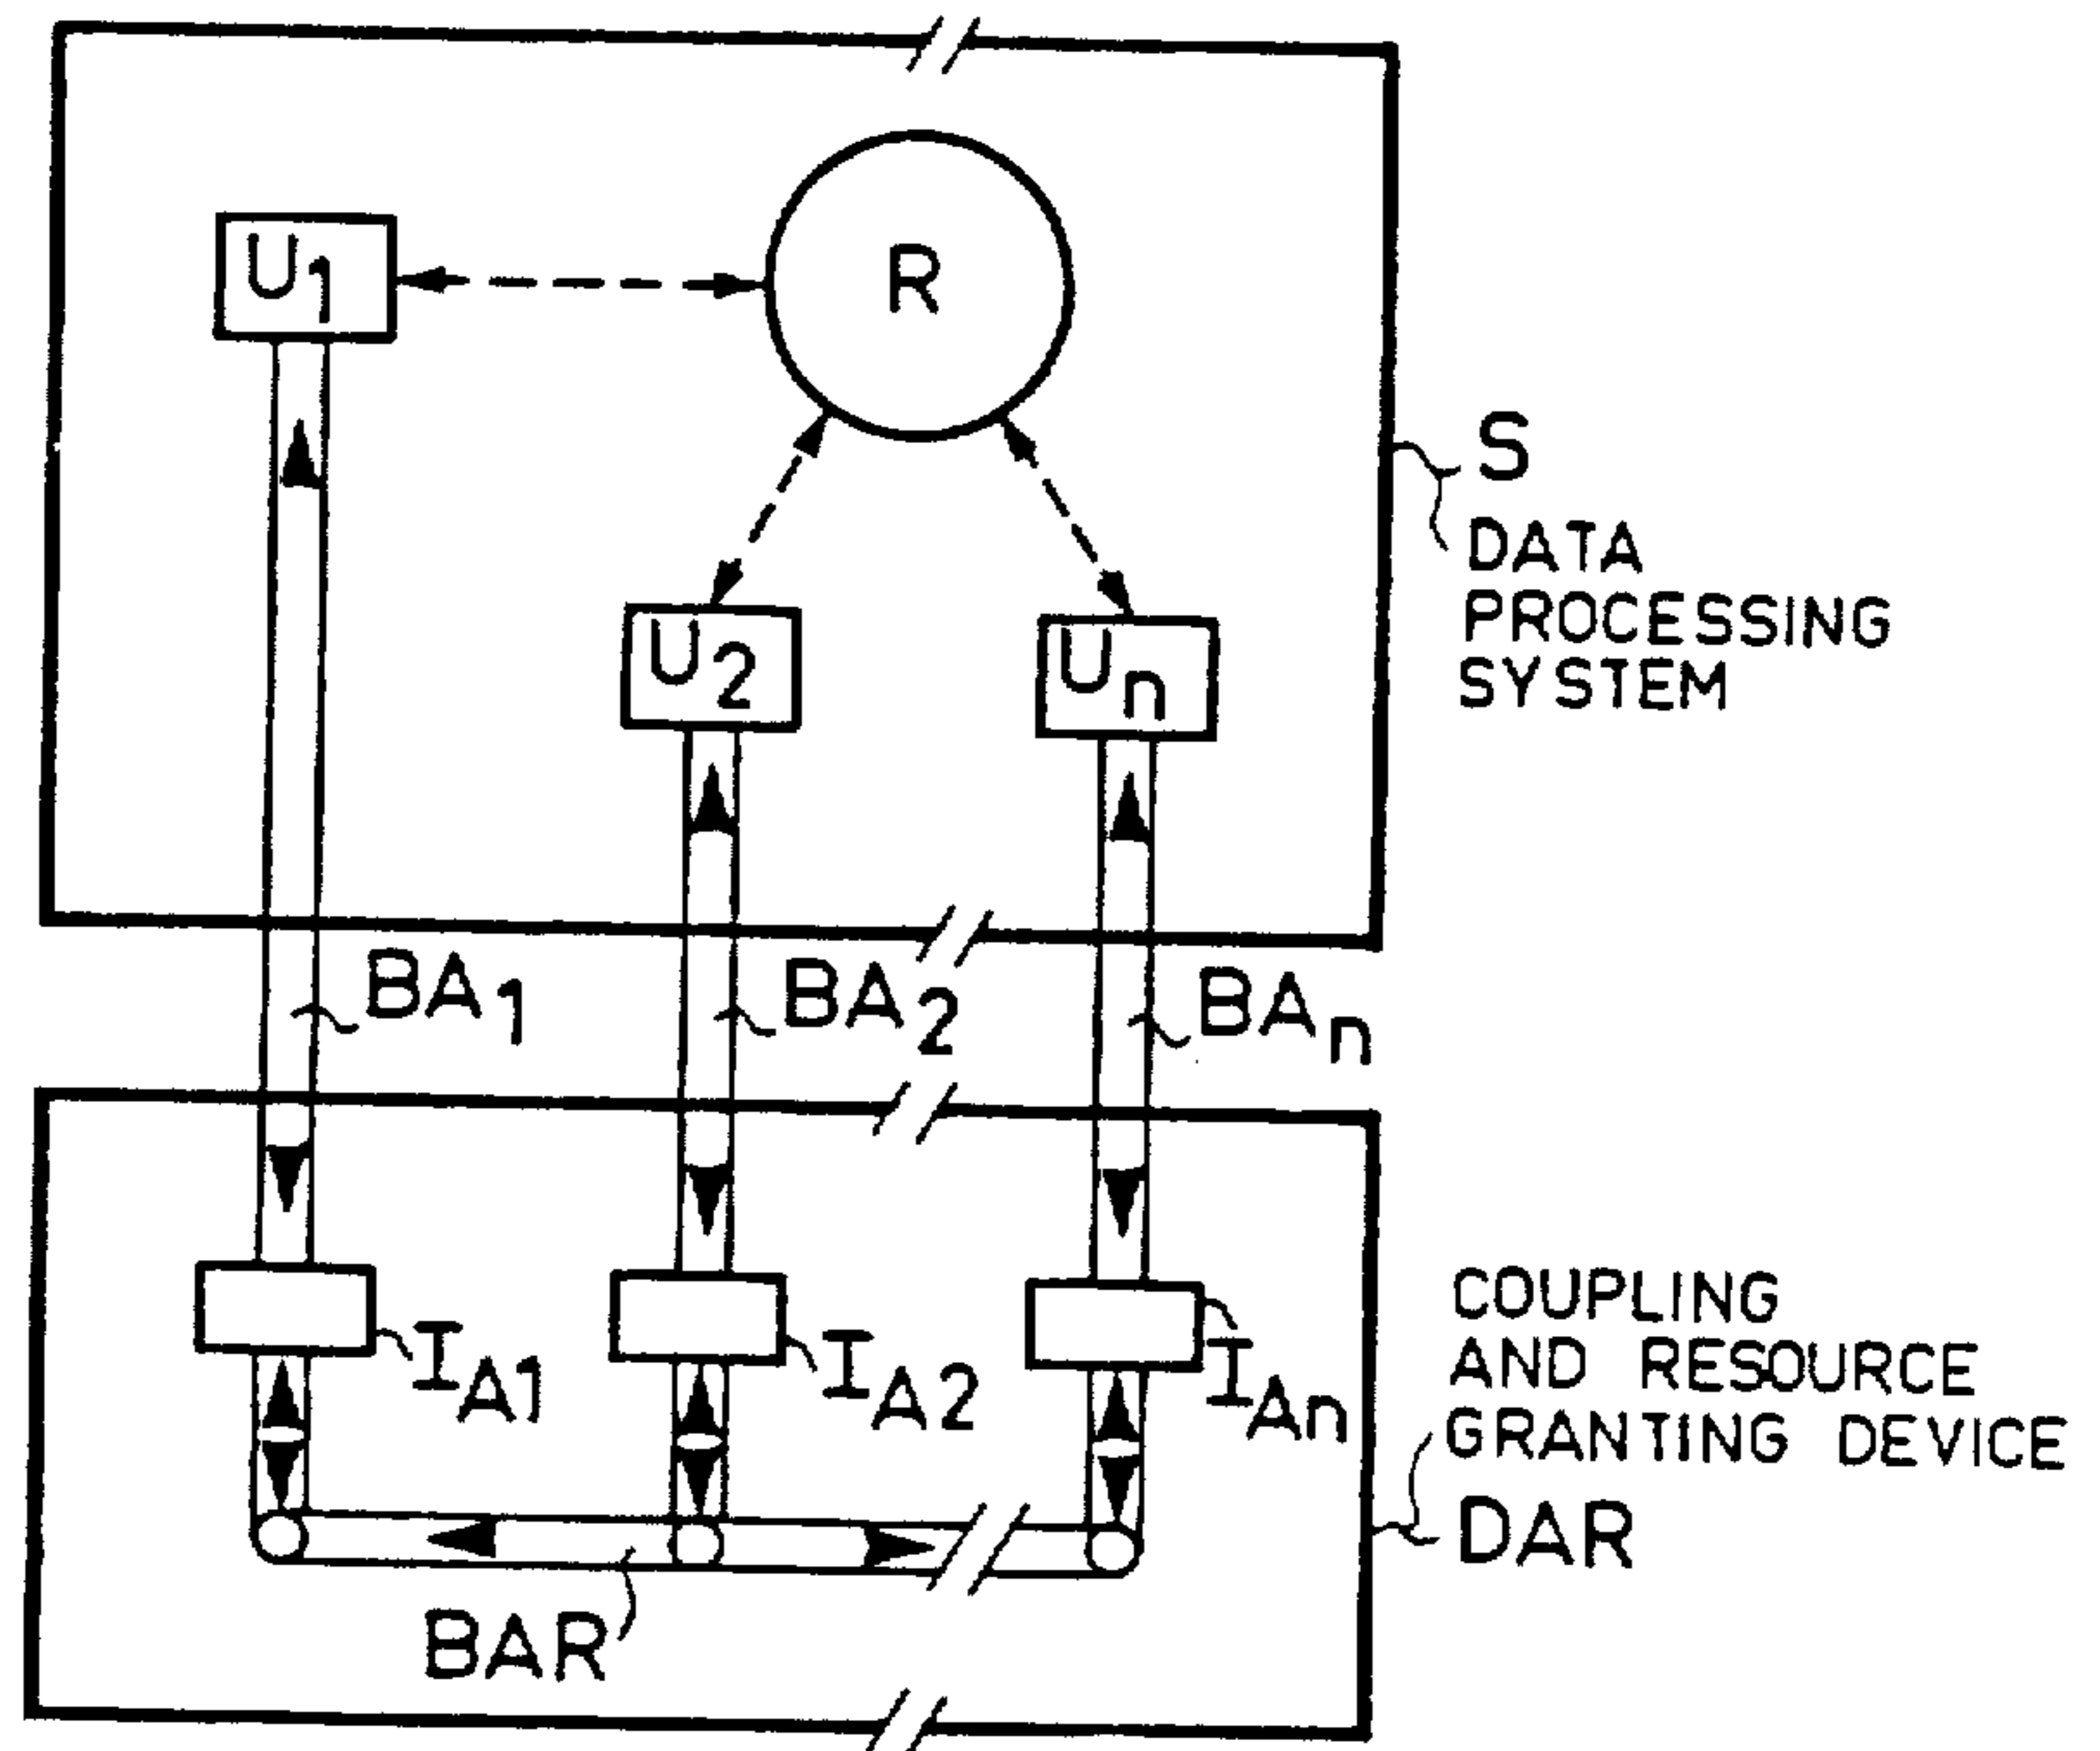 U1
R
S
DATA
PROCESSING
SYSTEM
U2
Un
BA1
BA2
BAn
COUPLING
AND RESOURCE
GRANTING DEVICE
IA1
IA2
IAn
DAR
BAR